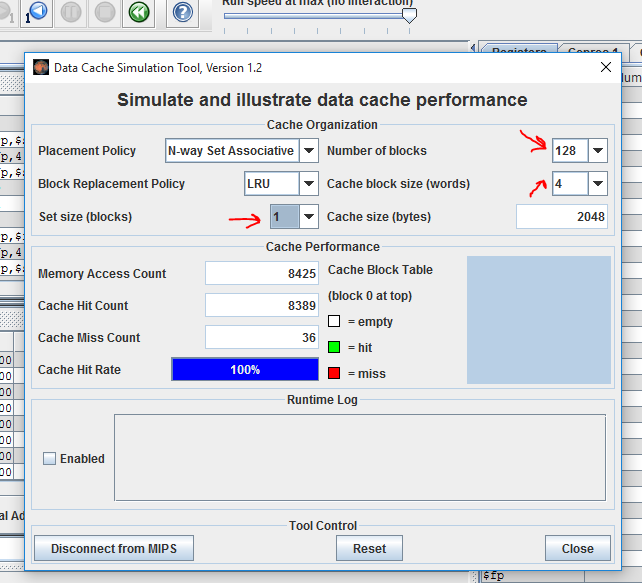 Run speed at max (no interaction)
1
1
?
Registers
Coproc 1
Data Cache Simulation Tool, Version 1.2
Simulate and illustrate data cache performance
Cache Organization
Placement Policy N-way Set Associative Number of blocks 128
Block Replacement Policy LRU Cache block size (words) 4
Set size (blocks) 1 Cache size (bytes) 2048
Cache Performance
Memory Access Count 8425 Cache Block Table
(block 0 at top)
Cache Hit Count 8389
= empty
Cache Miss Count 36
= hit
Cache Hit Rate 100%
= miss
Runtime Log
Enabled
Tool Control
Disconnect from MIPS Reset Close
$fp